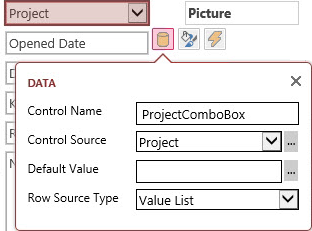 Project
Picture
Opened Date
D
DATA
K
Control Name
ProjectComboBox
R
Control Source
Project
...
N
Default Value
...
Row Source Type
Value List